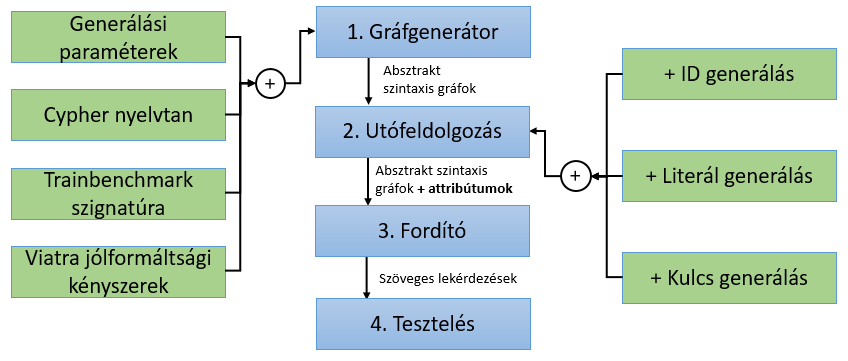 Generálási
paraméterek
Cypher nyelvtan
Trainbenchmark
szignatúra
Viatra jólformáltsági
kényszerek
+
1. Gráfgenerátor
Absztrakt
szintaxis gráfok
2. Utófeldolgozás
Absztrakt szintaxis
gráfok + attribútumok
3. Fordító
Szöveges lekérdezések
4. Tesztelés
+
+ ID generálás
+ Literál generálás
+ Kulcs generálás